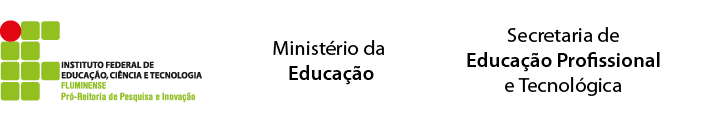 INSTITUTO FEDERAL DE
EDUCAÇÃO, CIÊNCIA E TECNOLOGIA
FLUMINENSE
Pró-Reitoria de Pesquisa e Inovação
Ministério da
Educação
Secretaria de
Educação Profissional
e Tecnológica